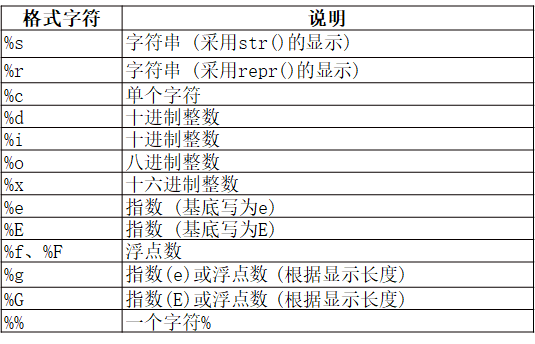 格式字符 说明
%s 字符串 (采用str()的显示)
%r 字符串 (采用repr()的显示)
%c 单个字符
%d 十进制整数
%i 十进制整数
%o 八进制整数
%x 十六进制整数
%e 指数 (基底写为e)
%E 指数 (基底写为E)
%f、%F 浮点数
%g 指数(e)或浮点数 (根据显示长度)
%G 指数(E)或浮点数 (根据显示长度)
%% 一个字符%